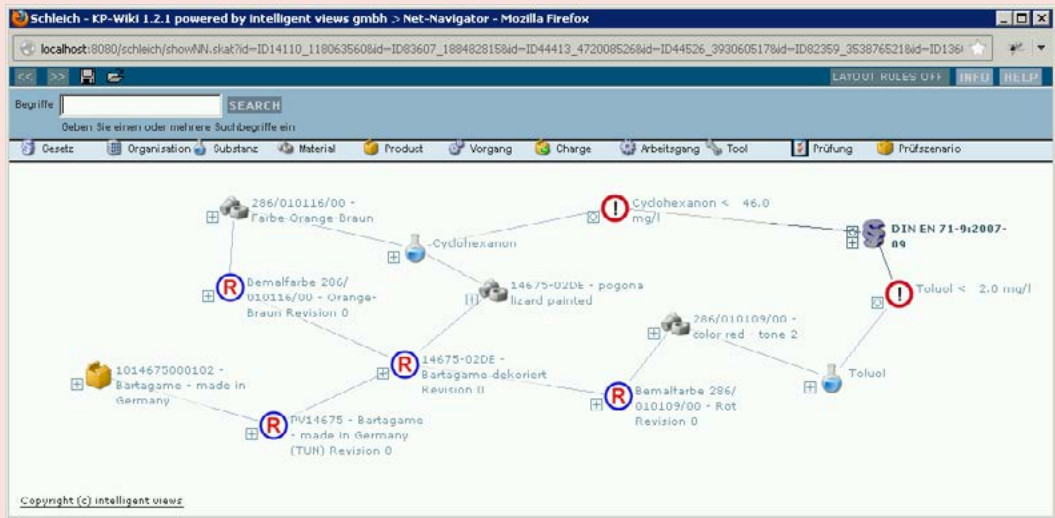 Schleich - KP-Wiki 1.2.1 powered by intelligent views gmbh :> Net-Navigator - Mozilla Firefox
localhost:8080/schleich/showNN.skat?id=ID14110_1180635608&id=ID83607_1884828158&id=ID44413_4720085268&id=ID44526_3930605178&id=ID82359_3538765218&id=ID136
<< >> LAYOUT RULES OFF INFO HELP
Begriffe SEARCH
Geben Sie einen oder mehrere Suchbegriffe ein
Gesetz Organisation Substanz Material Product Vorgang Charge Arbeitsgang Tool Prüfung Prüfszenario
286/010116/00 -
Farbe-Orange-Braun
Cyclohexanon < 46.0
mg/l
DIN EN 71-9:2007-
09
Cyclohexanon
Bemalfarbe 286/
010116/00 - Orange-
Braun Revision 0
14675-02DE - pogona
lizard painted
Toluol < 2.0 mg/l
286/010109/00 -
color red - tone 2
14675-02DE -
Bartagame-dekoriert
Revision 0
1014675000102 -
Bartagame - made in
Germany
Toluol
Bemalfarbe 286/
010109/00 - Rot
Revision 0
PV14675 - Bartagame
- made in Germany
(TUN) Revision 0
Copyright (c) intelligent views